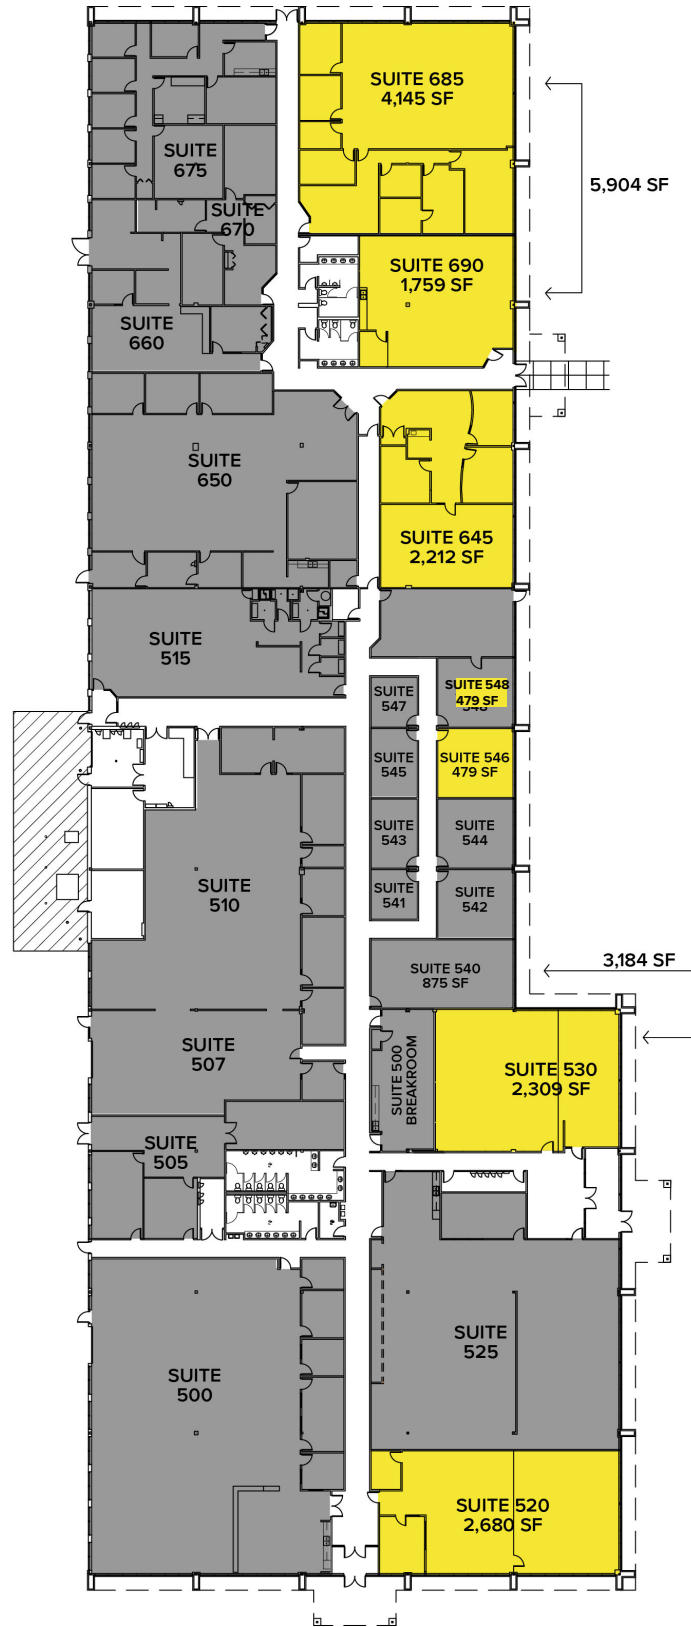 SUITE 685
4,145 SF
SUITE
675
5,904 SF
SUITE
670
SUITE 690
1,759 SF
SUITE
660
SUITE
650
SUITE 645
2,212 SF
SUITE
515
SUITE 548
479 SF
548
SUITE
547
SUITE
545
SUITE 546
479 SF
SUITE
543
SUITE
544
SUITE
510
SUITE
541
SUITE
542
SUITE 540
875 SF
3,184 SF
SUITE
507
SUITE 500
BREAKROOM
SUITE 530
2,309 SF
SUITE
505
SUITE
525
SUITE
500
SUITE 520
2,680 SF